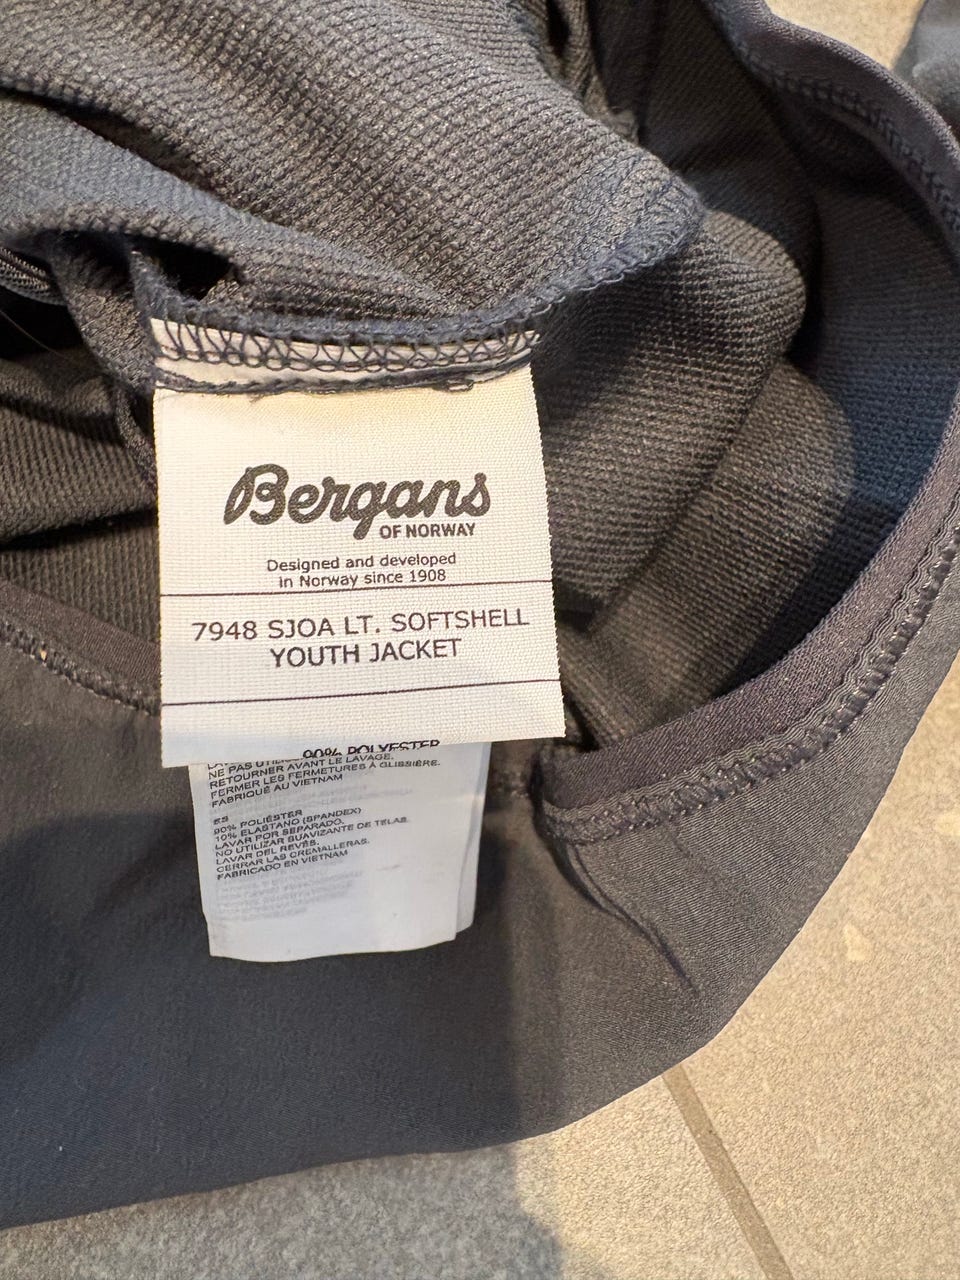 Bergans
OF NORWAY
Designed and developed
in Norway since 1908
7948 SJOA LT. SOFTSHELL
YOUTH JACKET
90% POLYESTER
NE PAS
RETOURNER AVANT LE LAVAGE.
FERMER LES FERMETURES À GLISSIÈRE.
FABRIQUÉ AU VIETNAM
ES
90% POLIÉSTER
10% ELASTANO (SPANDEX)
LAVAR POR SEPARADO.
NO UTILIZAR SUAVIZANTE DE TELAS.
LAVAR DEL REVÉS.
CERRAR LAS CREMALLERAS.
FABRICADO EN VIETNAM